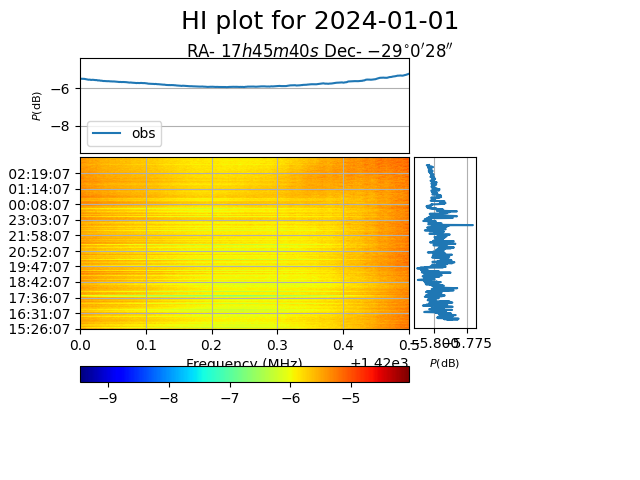 HI plot for 2024-01-01
RA- 17h45m40s Dec- −29°0′28″
P(dB)
−6
−8
obs
02:19:07
01:14:07
00:08:07
23:03:07
21:58:07
20:52:07
19:47:07
18:42:07
17:36:07
16:31:07
15:26:07
0.0 0.1 0.2 0.3 0.4 0.5
Frequency (MHz)
+1.42e3
−5.800 −5.775
P(dB)
−9 −8 −7 −6 −5